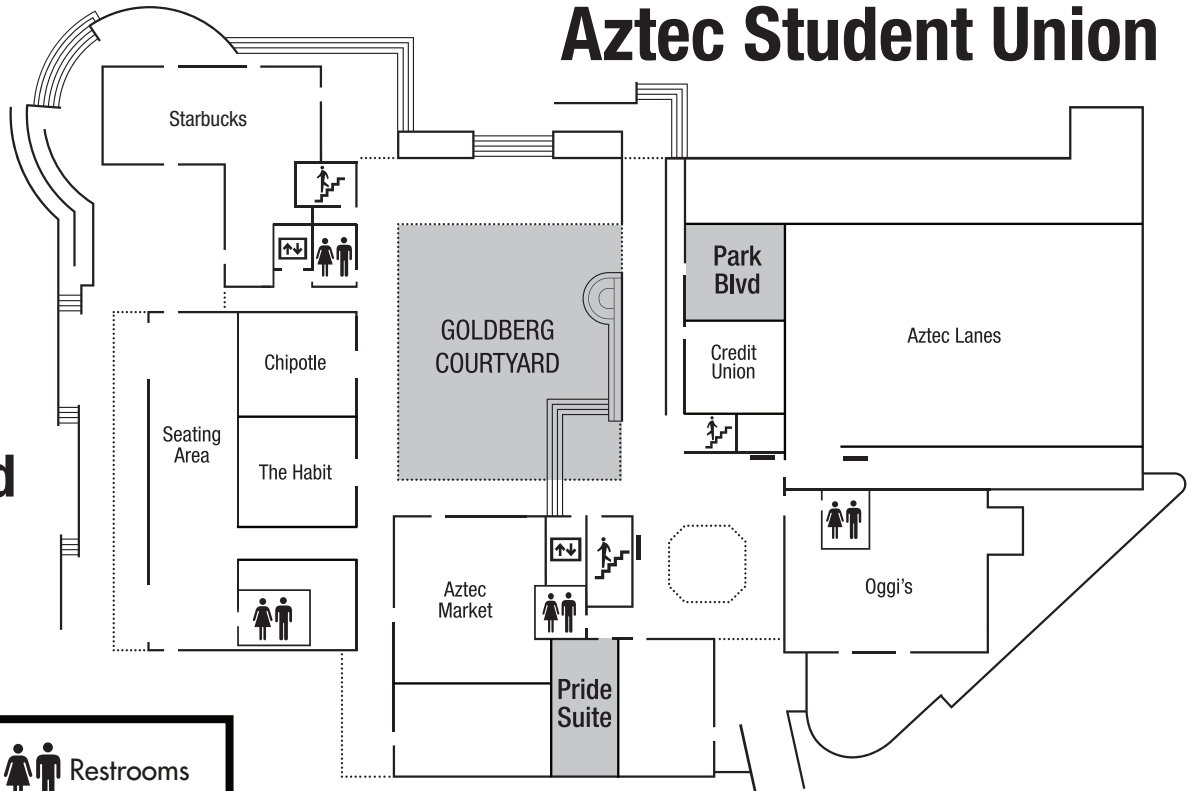 Aztec Student Union
Starbucks
Park
Blvd
GOLDBERG
COURTYARD
Aztec Lanes
Chipotle
Credit
Union
Seating
Area
The Habit
d
Aztec
Market
Oggi's
Pride
Suite
Restrooms